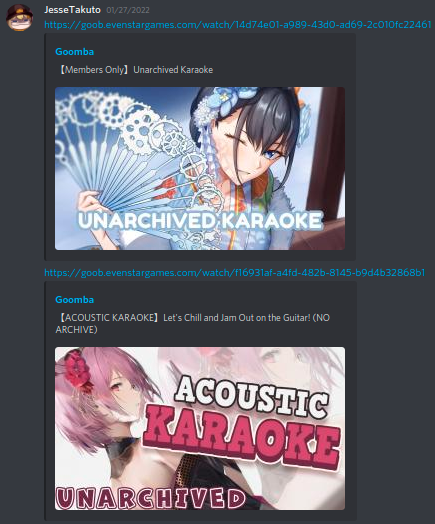 JesseTakuto 01/27/2022
https://goob.evenstargames.com/watch/14d74e01-a989-43d0-ad69-2c010fc22461
Goomba
【Members Only】Unarchived Karaoke
UNARCHIVED KARAOKE
https://goob.evenstargames.com/watch/f16931af-a4fd-482b-8145-b9d4b32868b1
Goomba
【ACOUSTIC KARAOKE】Let's Chill and Jam Out on the Guitar! (NO
ARCHIVE)
ACOUSTIC
KARAOKE
UNARCHIVED